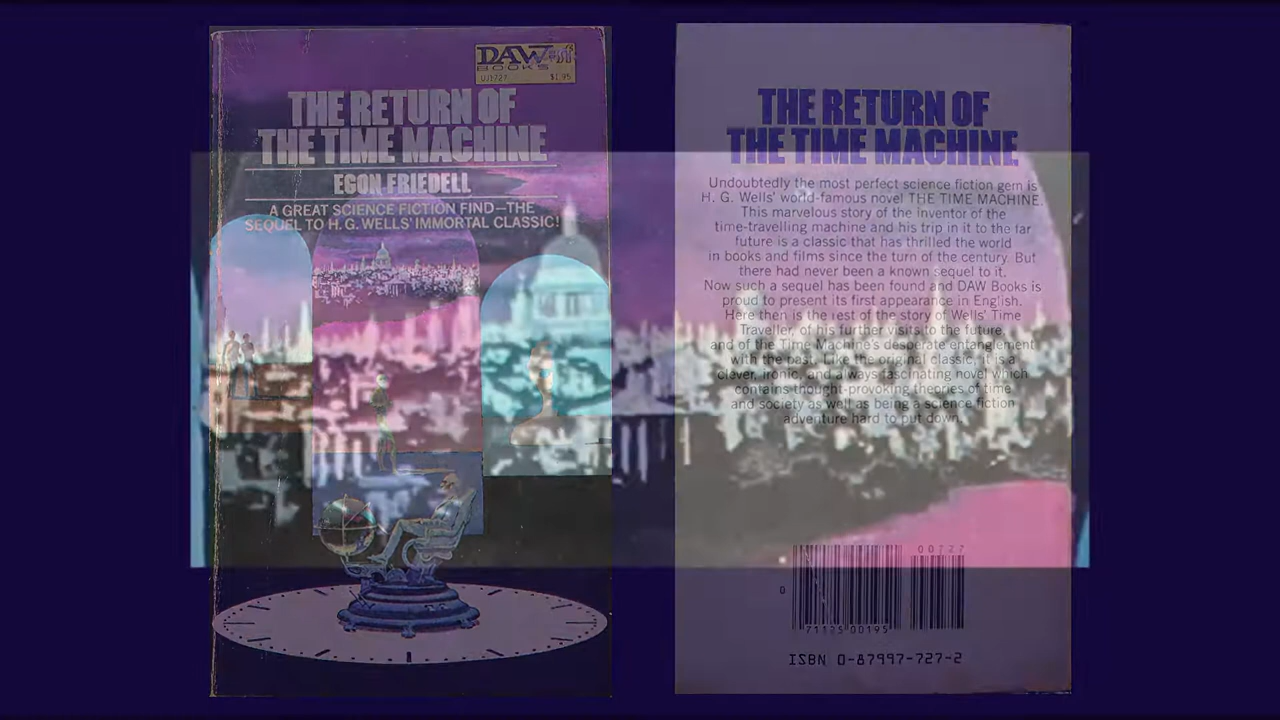 DAW
BOOKS
UJ1727 $1.95
THE RETURN OF
THE TIME MACHINE
EGON FRIEDELL
A GREAT SCIENCE FICTION FIND—THE
SEQUEL TO H.G. WELLS' IMMORTAL CLASSIC!
THE RETURN OF
THE TIME MACHINE
Undoubtedly the most perfect science fiction gem is
H. G. Wells' world-famous novel THE TIME MACHINE.
This marvelous story of the inventor of the
time-travelling machine and his trip in it to the far
future is a classic that has thrilled the world
in books and films since the turn of the century. But
there had never been a known sequel to it.
Now such a sequel has been found and DAW Books is
proud to present its first appearance in English.
Here then is the rest of the story of Wells' Time
Traveller, of his further visits to the future,
and of the Time Machine's desperate entanglement
with the past. Like the original classic, it is a
clever, ironic, and always fascinating novel which
contains thought-provoking theories of time
and society as well as being a science fiction
adventure hard to put down.
00727
0
71125 00195
ISBN 0-87997-727-2